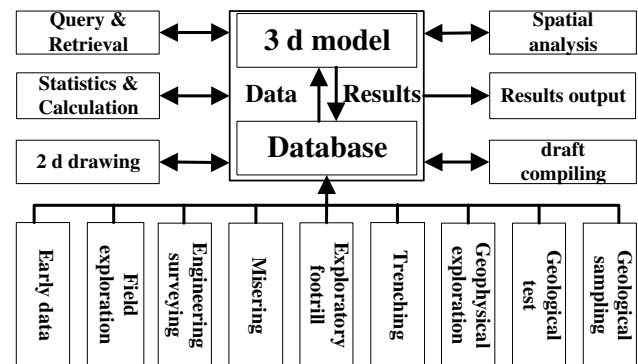 Query &
Retrieval
3 d model
Spatial
analysis
Statistics &
Calculation
Data
Results
Results output
2 d drawing
Database
draft
compiling
Early data
Field
exploration
Engineering
surveying
Misering
Exploratory
footrill
Trenching
Geophysical
exploration
Geological
test
Geological
sampling